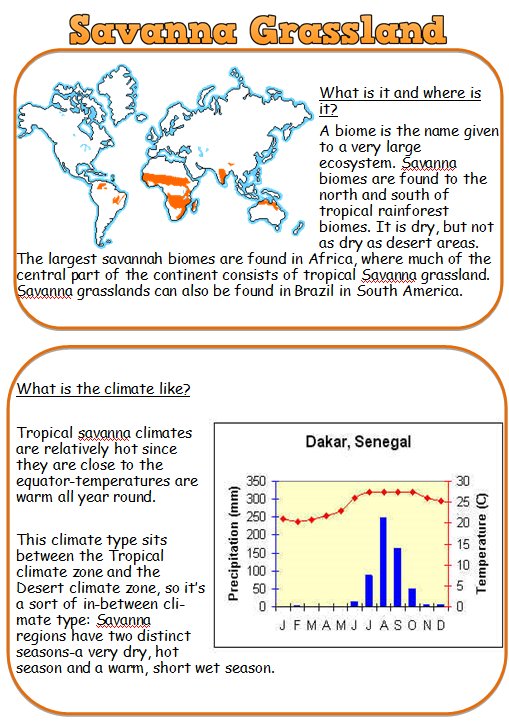 Savanna Grassland
What is it and where is
it?
A biome is the name given
to a very large
ecosystem. Savanna
biomes are found to the
north and south of
tropical rainforest
biomes. It is dry, but not
as dry as desert areas.
The largest savannah biomes are found in Africa, where much of the
central part of the continent consists of tropical Savanna grassland.
Savanna grasslands can also be found in Brazil in South America.
What is the climate like?
Tropical savanna climates
are relatively hot since
they are close to the
equator-temperatures are
warm all year round.
This climate type sits
between the Tropical
climate zone and the
Desert climate zone, so it's
a sort of in-between cli-
mate type: Savanna
regions have two distinct
seasons-a very dry, hot
season and a warm, short wet season.
Dakar, Senegal
Precipitation (mm)
350
300
250
200
150
100
50
0
J F M A M J J A S O N D
30
25
20
15
10
5
0
Temperature (C)